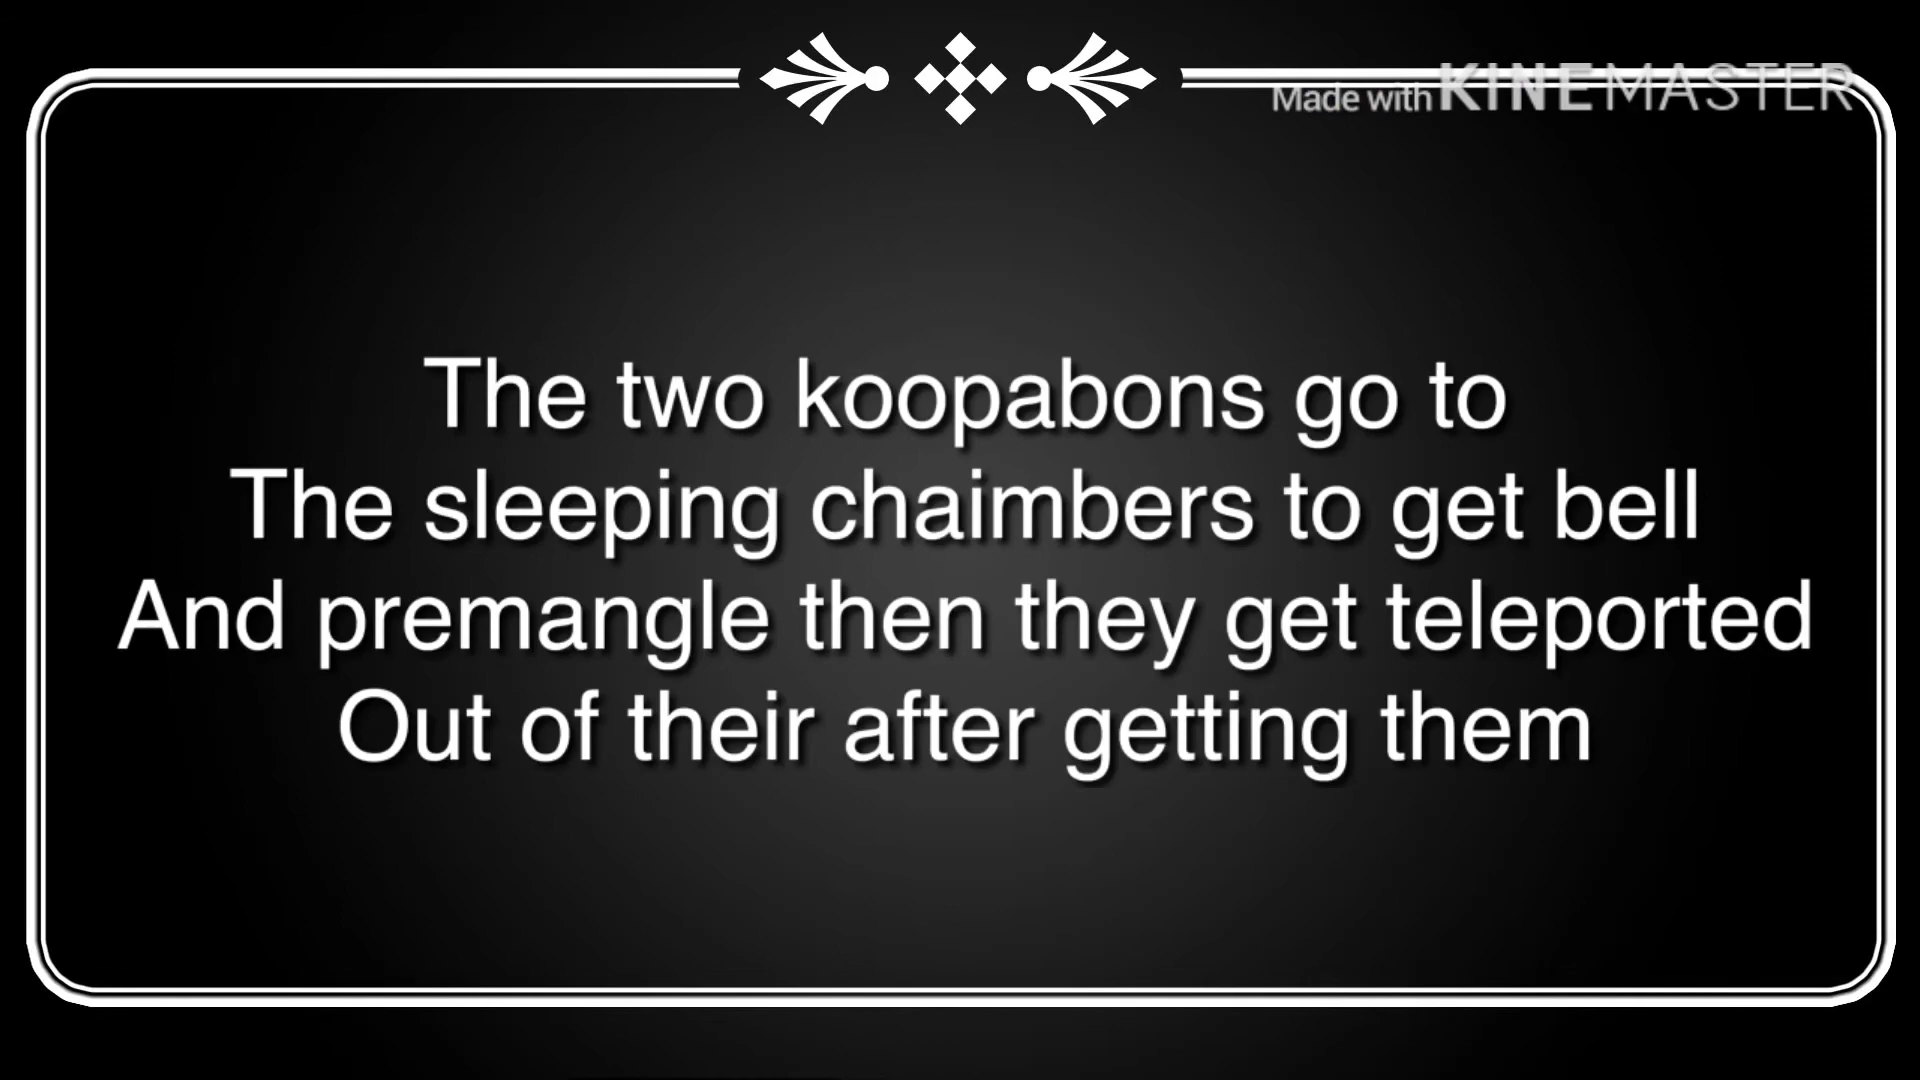 Made with KINEMASTER
The two koopabons go to
The sleeping chaimbers to get bell
And premangle then they get teleported
Out of their after getting them